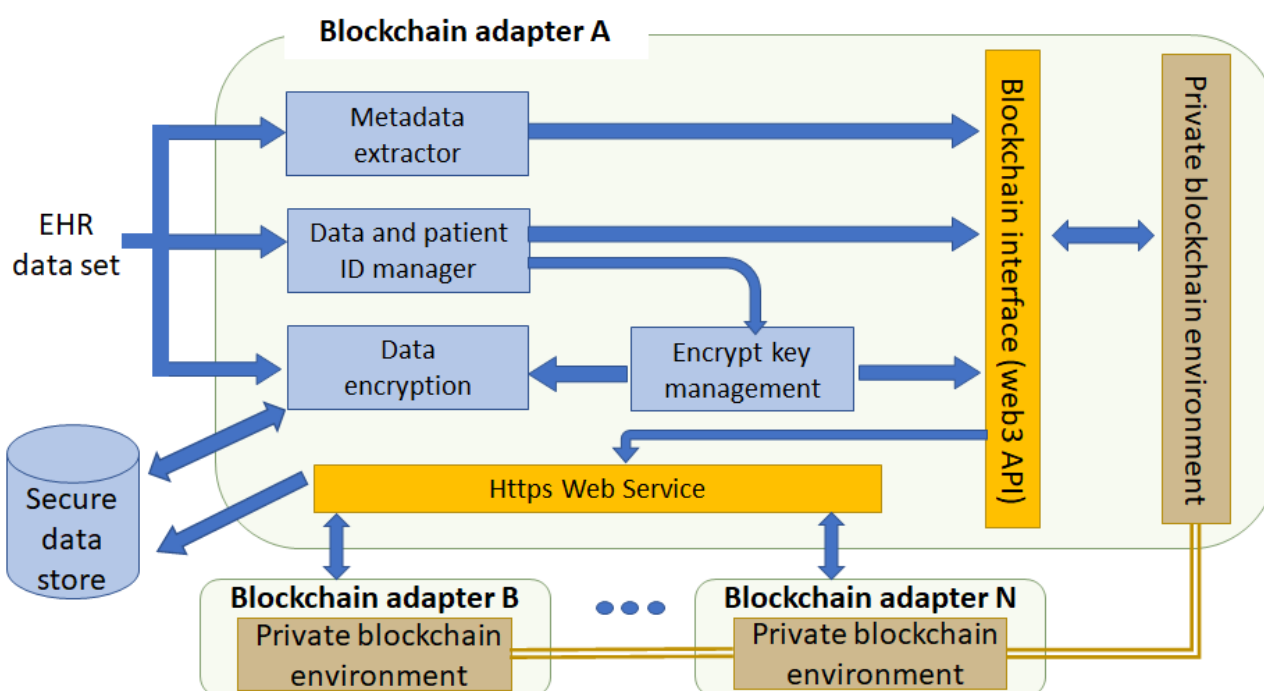 Blockchain adapter A
Metadata
extractor
EHR
data set
Data and patient
ID manager
Data
encryption
Encrypt key
management
Blockchain interface (web3 API)
Private blockchain environment
Https Web Service
Secure
data
store
Blockchain adapter B
Private blockchain
environment
Blockchain adapter N
Private blockchain
environment